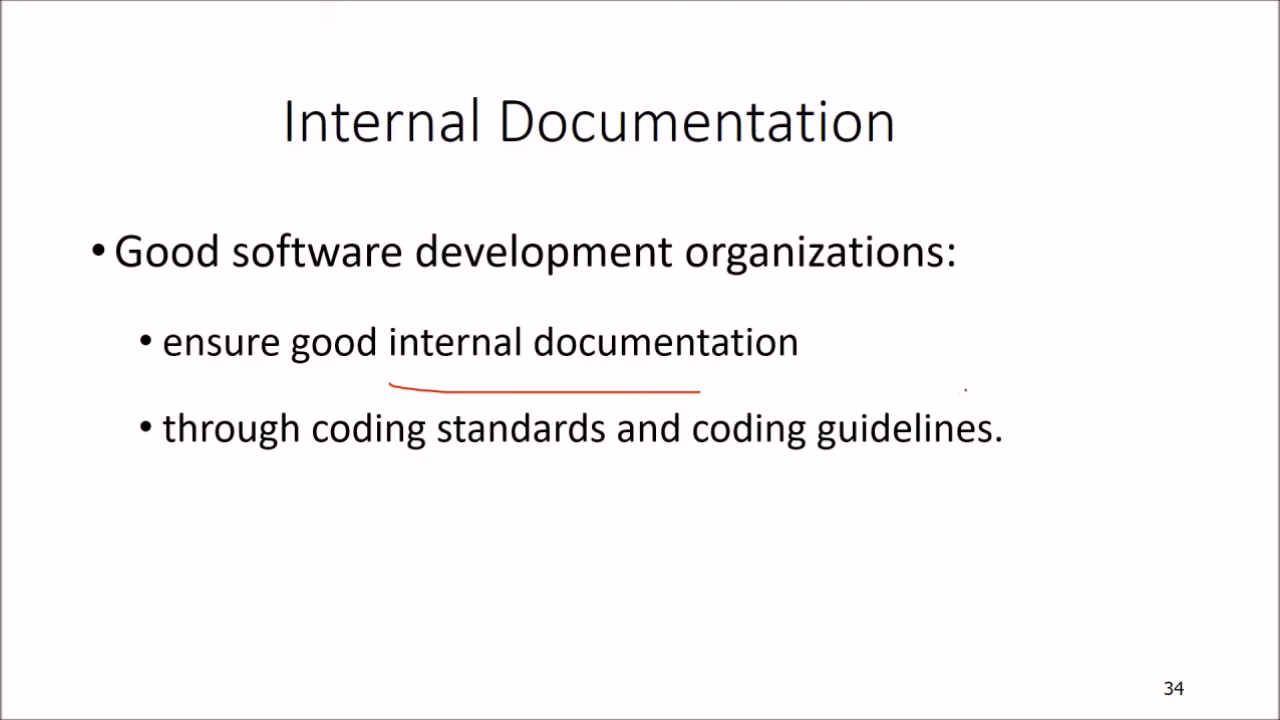 Internal Documentation
• Good software development organizations:
• ensure good internal documentation
• through coding standards and coding guidelines.
34